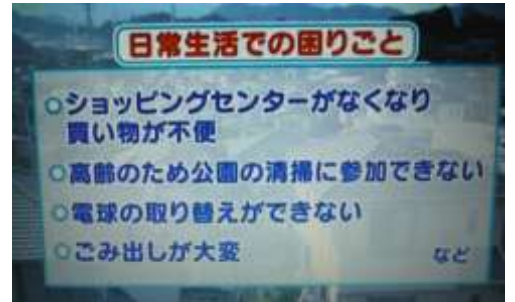 日常生活での困りごと
○ショッピングセンターがなくなり
買い物が不便
○高齢のため公園の清掃に参加できない
○電球の取り替えができない
○ごみ出しが大変
など